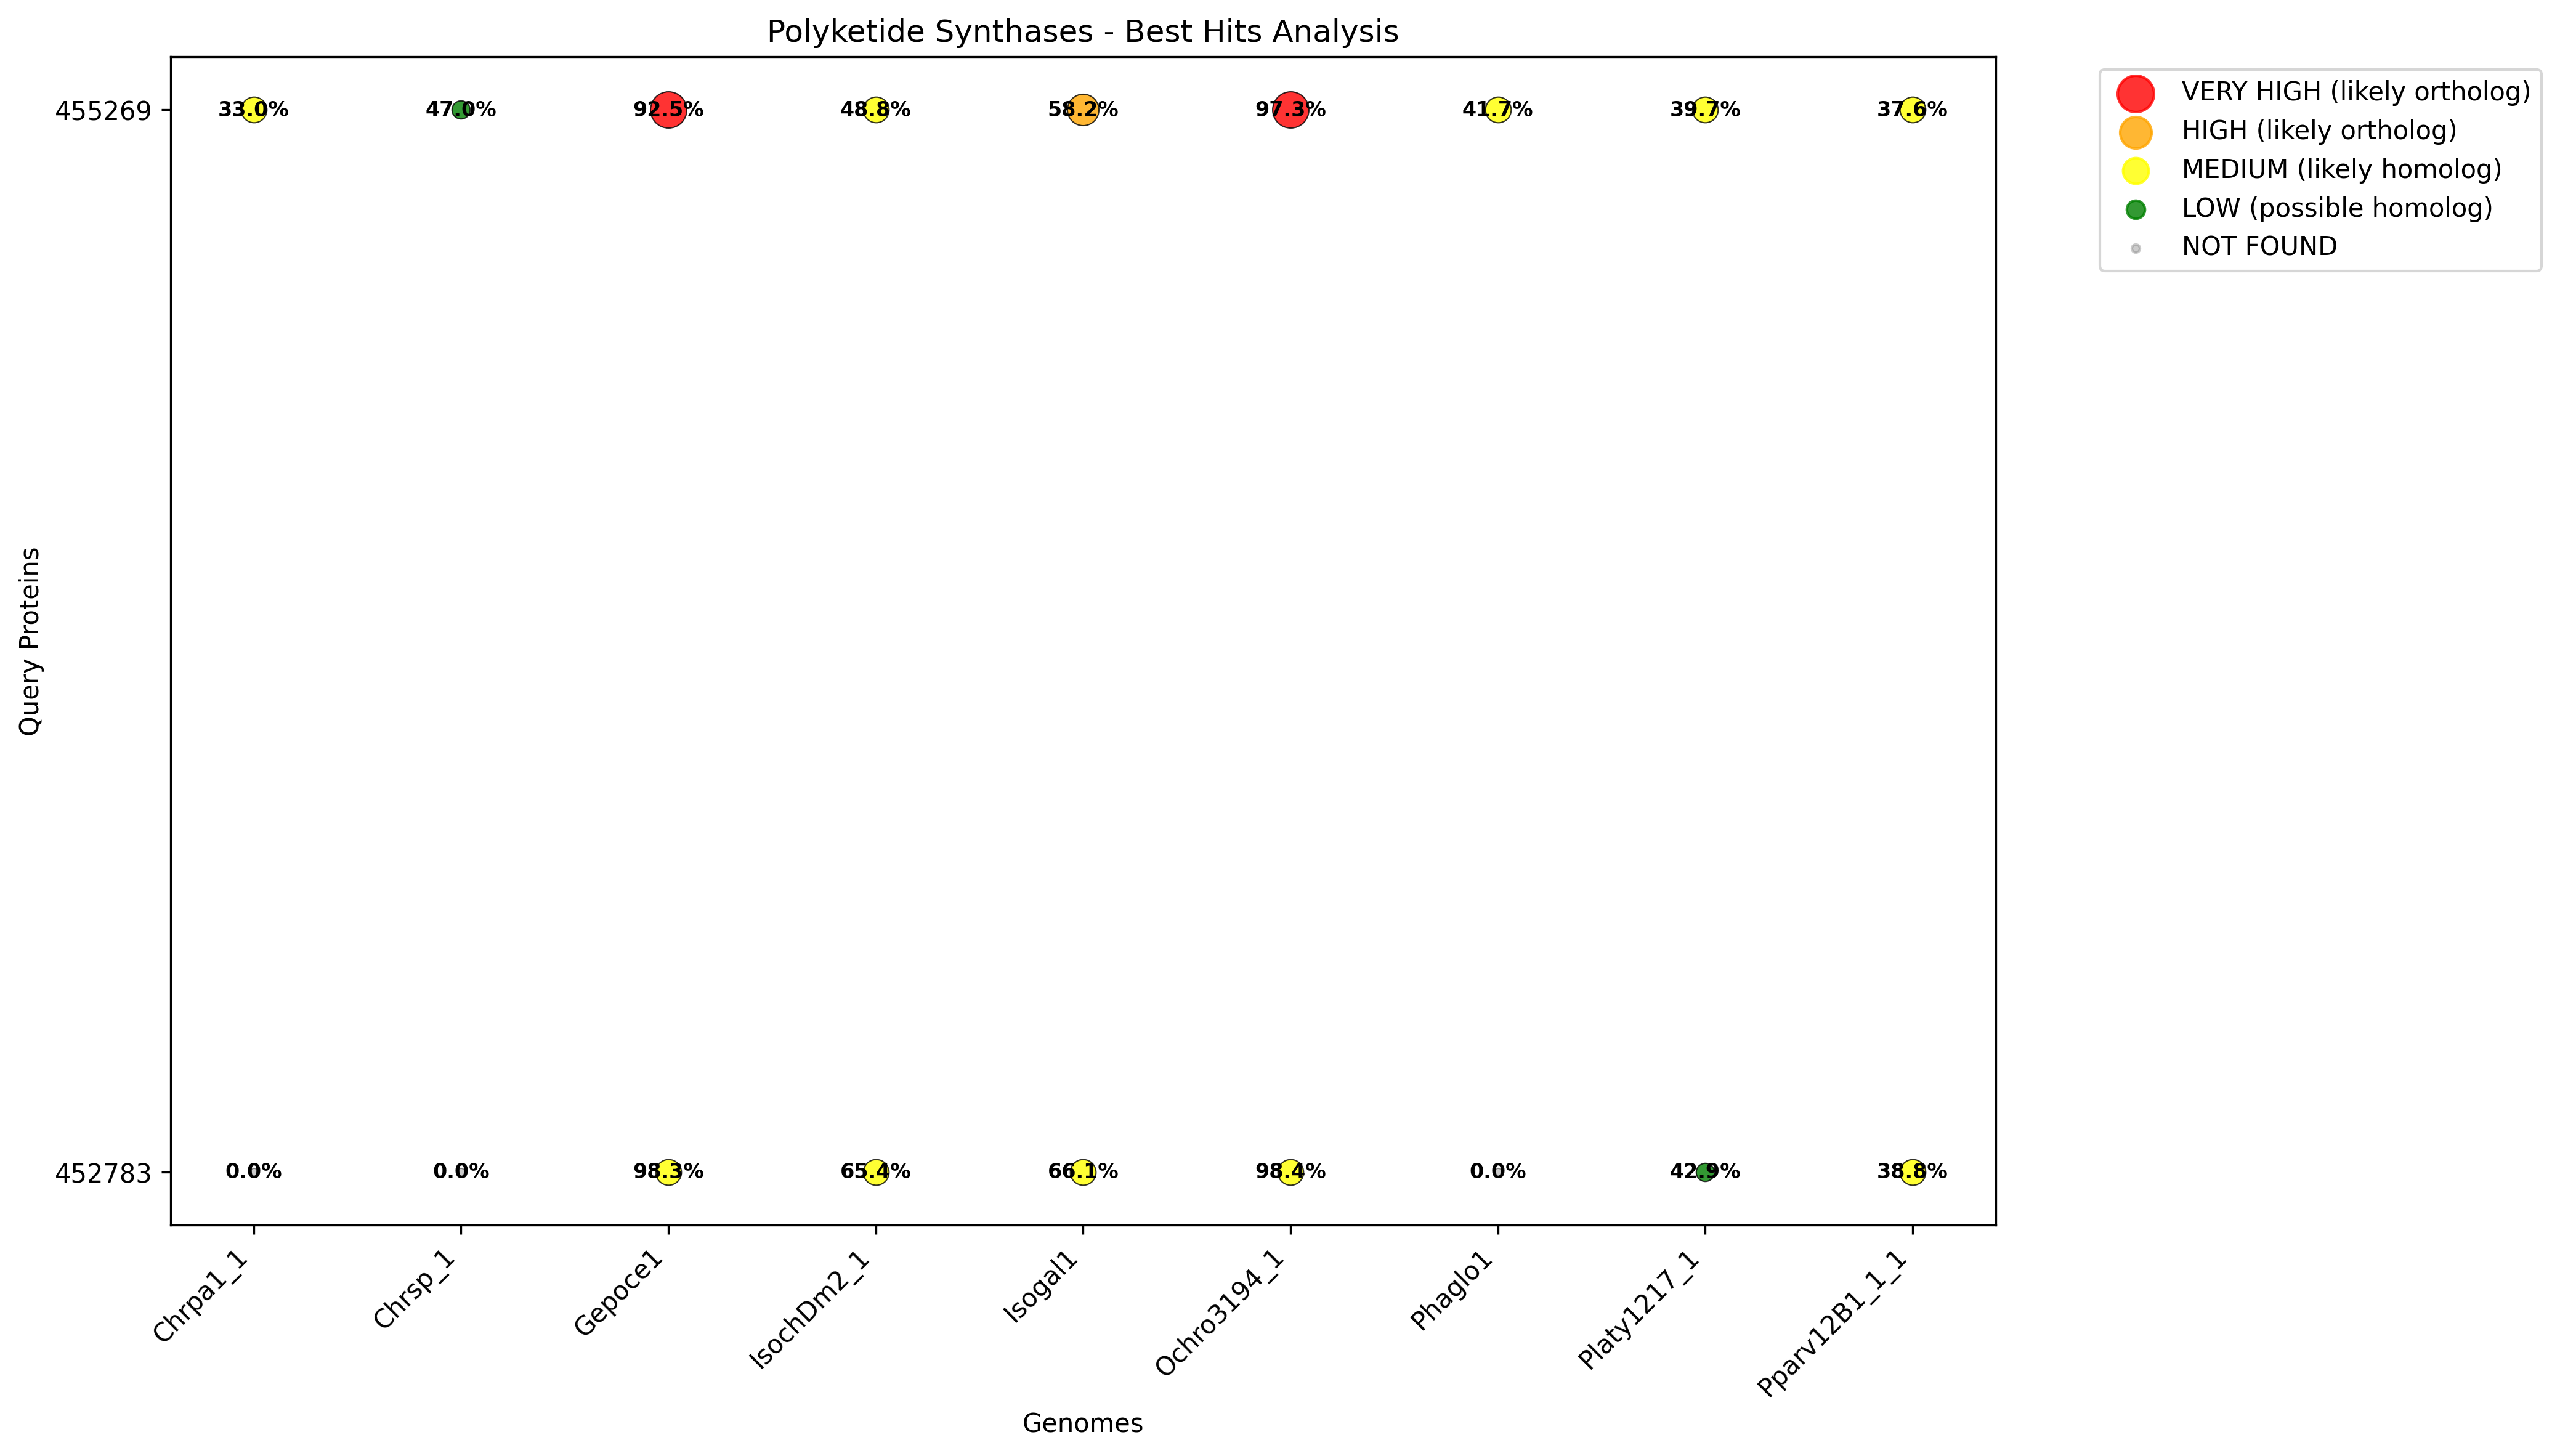 Polyketide Synthases - Best Hits Analysis
VERY HIGH (likely ortholog)
HIGH (likely ortholog)
MEDIUM (likely homolog)
LOW (possible homolog)
NOT FOUND
Query Proteins
455269
33.0% 47.0% 92.5% 48.8% 58.2% 97.3% 41.7% 39.7% 37.6%
452783
0.0% 0.0% 98.3% 65.4% 66.1% 98.4% 0.0% 42.9% 38.8%
Chrpa1_1
Chrsp_1
Gepoce1
IsochDm2_1
Isogal1
Ochro3194_1
Phaglo1
Platy1217_1
Pparv12B1_1_1
Genomes